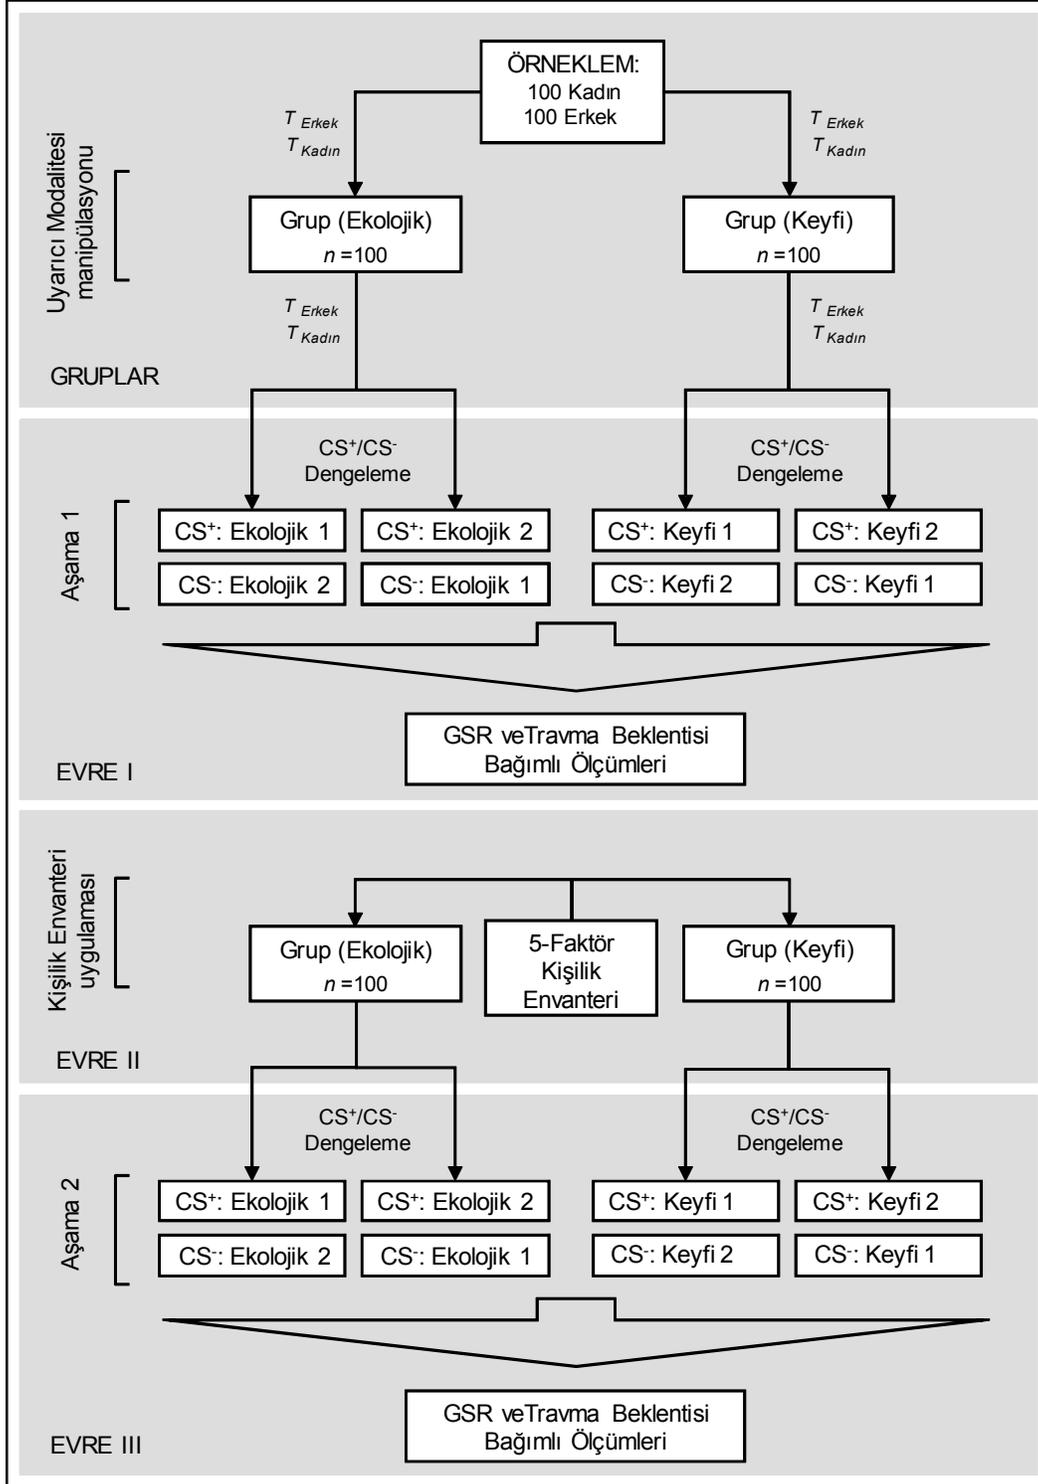 ÖRNEKLEM:
100 Kadın
100 Erkek
T Erkek
T Kadın
T Erkek
T Kadın
Uyarıcı Modalitesi
manipülasyonu
Grup (Ekolojik)
n =100
Grup (Keyfi)
n =100
T Erkek
T Kadın
T Erkek
T Kadın
GRUPLAR
CS+/CS-
Dengeleme
CS+/CS-
Dengeleme
Aşama 1
CS+: Ekolojik 1
CS+: Ekolojik 2
CS+: Keyfi 1
CS+: Keyfi 2
CS-: Ekolojik 2
CS-: Ekolojik 1
CS-: Keyfi 2
CS-: Keyfi 1
GSR veTravma Beklentisi
Bağımlı Ölçümleri
EVRE I
Kişilik Envanteri
uygulaması
Grup (Ekolojik)
n =100
5-Faktör
Kişilik
Envanteri
Grup (Keyfi)
n =100
EVRE II
CS+/CS-
Dengeleme
CS+/CS-
Dengeleme
Aşama 2
CS+: Ekolojik 1
CS+: Ekolojik 2
CS+: Keyfi 1
CS+: Keyfi 2
CS-: Ekolojik 2
CS-: Ekolojik 1
CS-: Keyfi 2
CS-: Keyfi 1
GSR veTravma Beklentisi
Bağımlı Ölçümleri
EVRE III